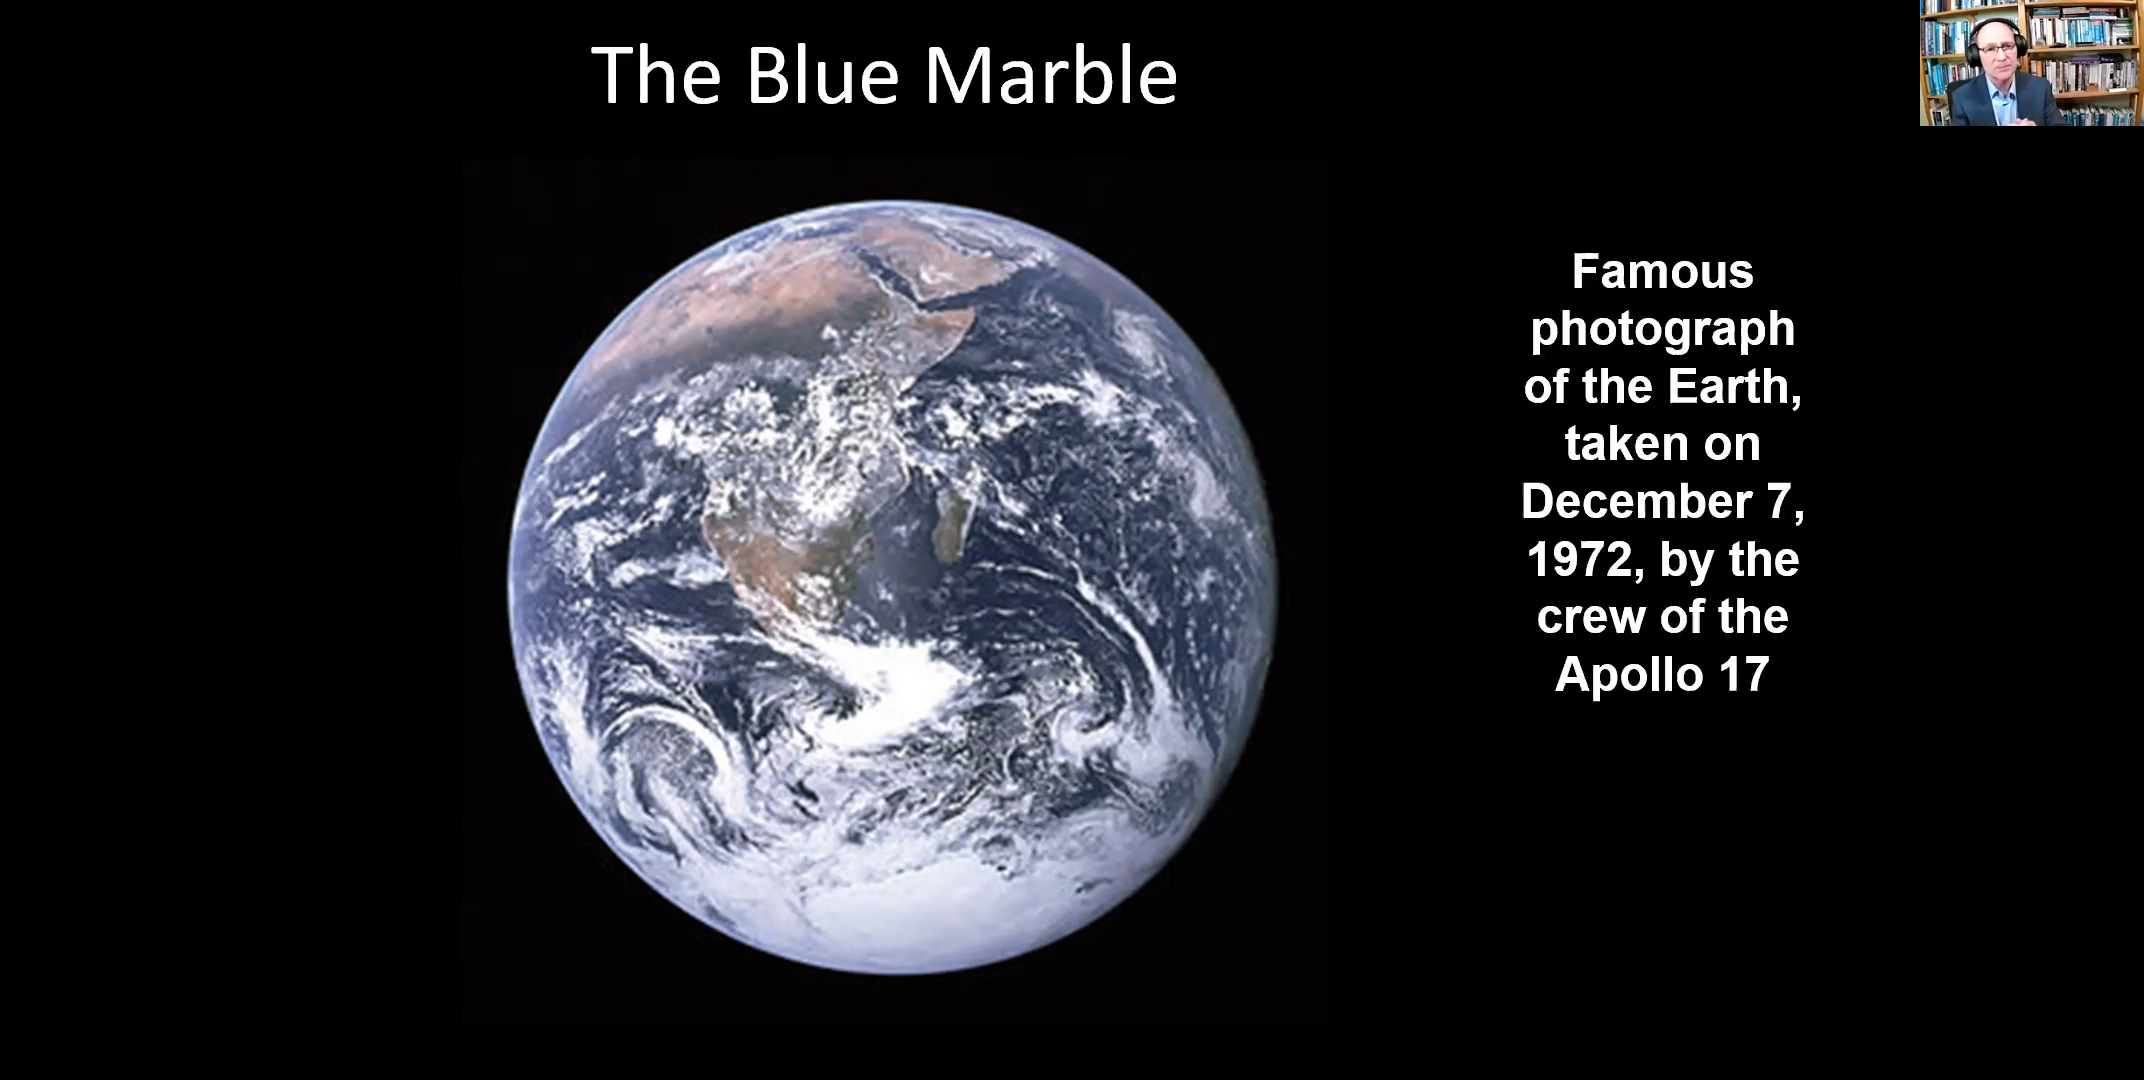 The Blue Marble
Famous
photograph
of the Earth,
taken on
December 7,
1972, by the
crew of the
Apollo 17